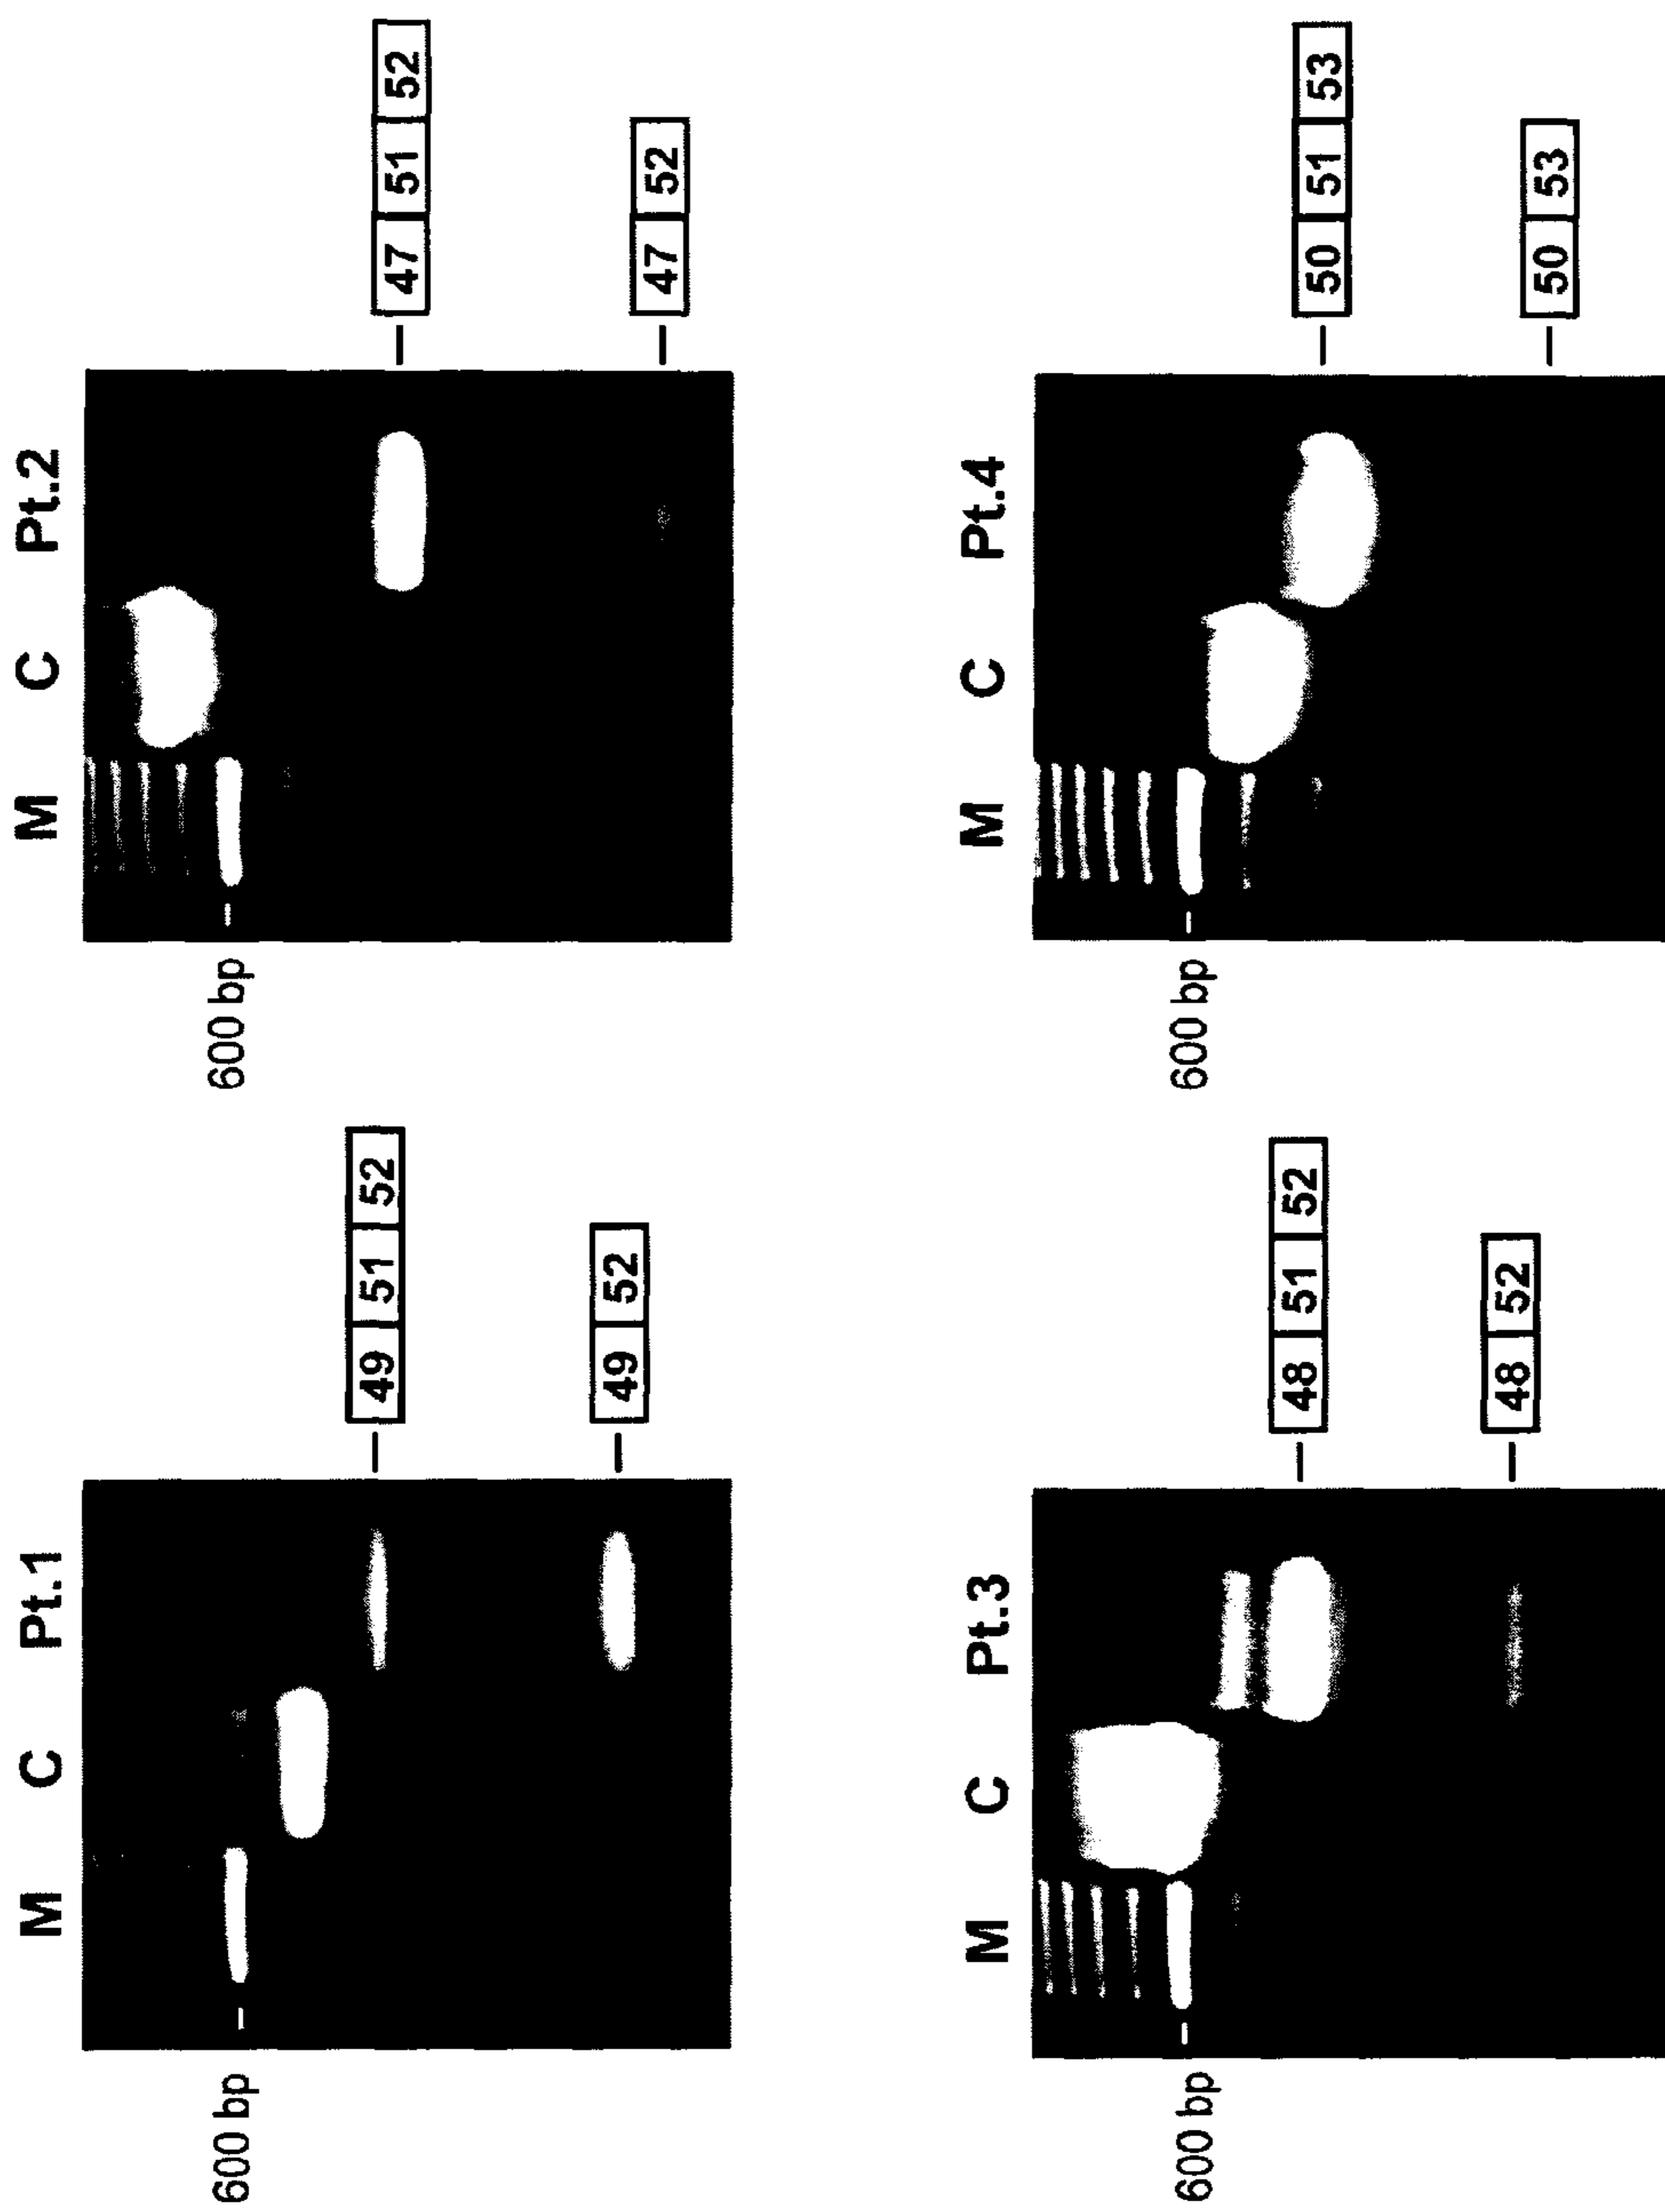 M C Pt.1
600 bp
49 51 52
49 52
M C Pt.2
600 bp
47 51 52
47 52
M C Pt.3
600 bp
48 51 52
48 52
M C Pt.4
600 bp
50 51 53
50 53